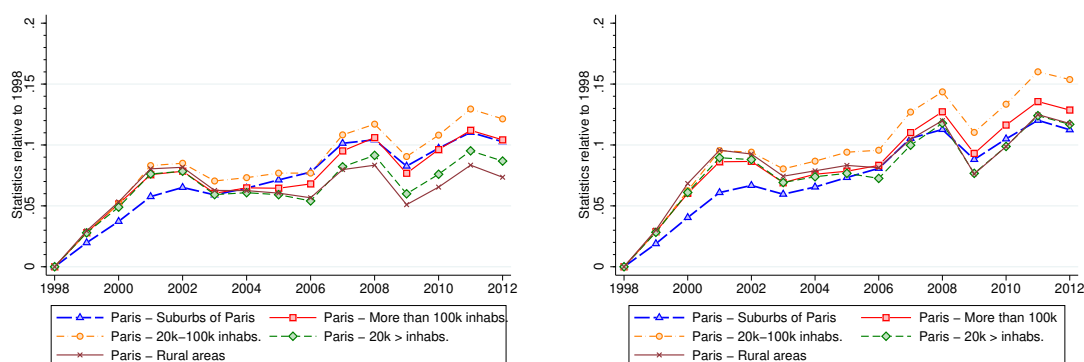 Statistics relative to 1998
0 .05 .1 .15 .2
1998 2000 2002 2004 2006 2008 2010 2012
Paris − Suburbs of Paris
Paris − More than 100k inhabs.
Paris − 20k−100k inhabs.
Paris − 20k > inhabs.
Paris − Rural areas
Statistics relative to 1998
0 .05 .1 .15 .2
1998 2000 2002 2004 2006 2008 2010 2012
Paris − Suburbs of Paris
Paris − More than 100k
Paris − 20k−100k inhabs.
Paris − 20k > inhabs.
Paris − Rural areas